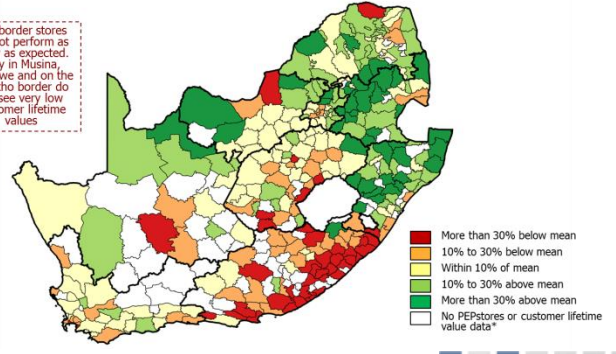 border stores
ot perform as
as expected.
y in Musina,
we and on the
ho border do
see very low
omer lifetime
values
More than 30% below mean
10% to 30% below mean
Within 10% of mean
10% to 30% above mean
More than 30% above mean
No PEPstores or customer lifetime
value data*